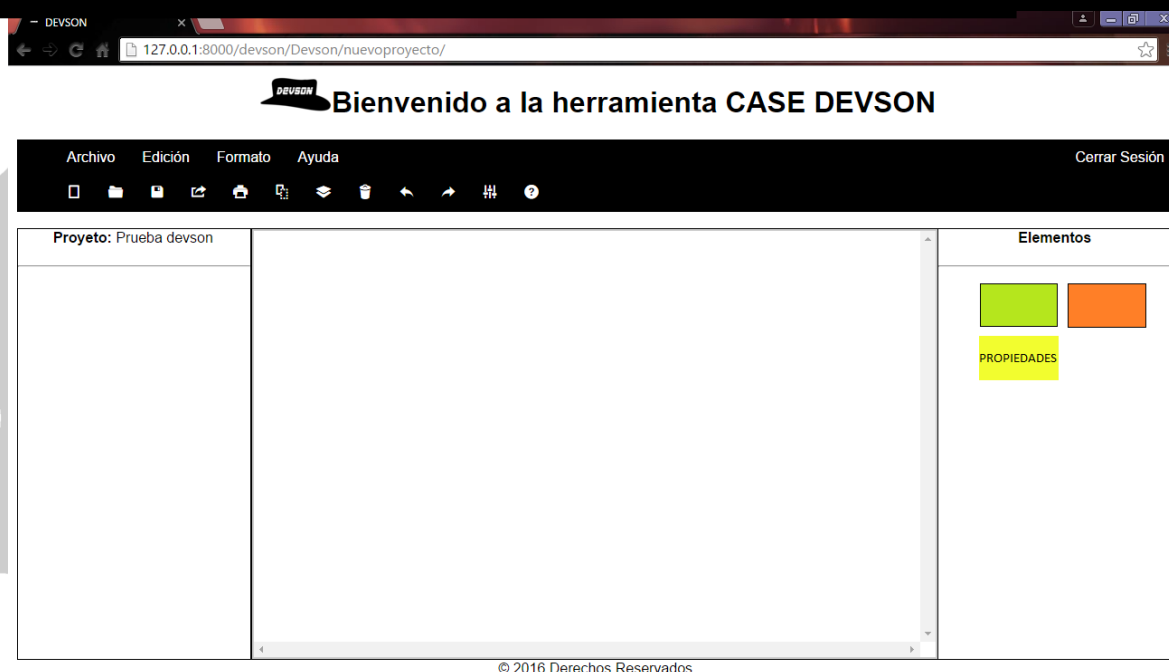 DEVSON
127.0.0.1:8000/devson/Devson/nuevoproyecto/
DEVSON
Bienvenido a la herramienta CASE DEVSON
Archivo Edición Formato Ayuda Cerrar Sesión
Proyeto: Prueba devson
Elementos
PROPIEDADES
© 2016 Derechos Reservados